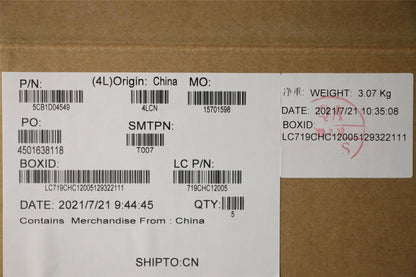 P/N:
(4L)Origin: China
MO:
5CB1D04549
4LCN
15701598
PO:
SMTPN:
4501638118
T007
BOXID:
LC P/N:
LC719CHC12005129322111
719CHC12005
DATE: 2021/7/21 9:44:45
QTY:
5
Contains Merchandise From : China
SHIPTO:CN
净重: WEIGHT: 3.07 Kg
DATE: 2021/7/21 10:35:08
BOXID:
LC719CHC12005129322111